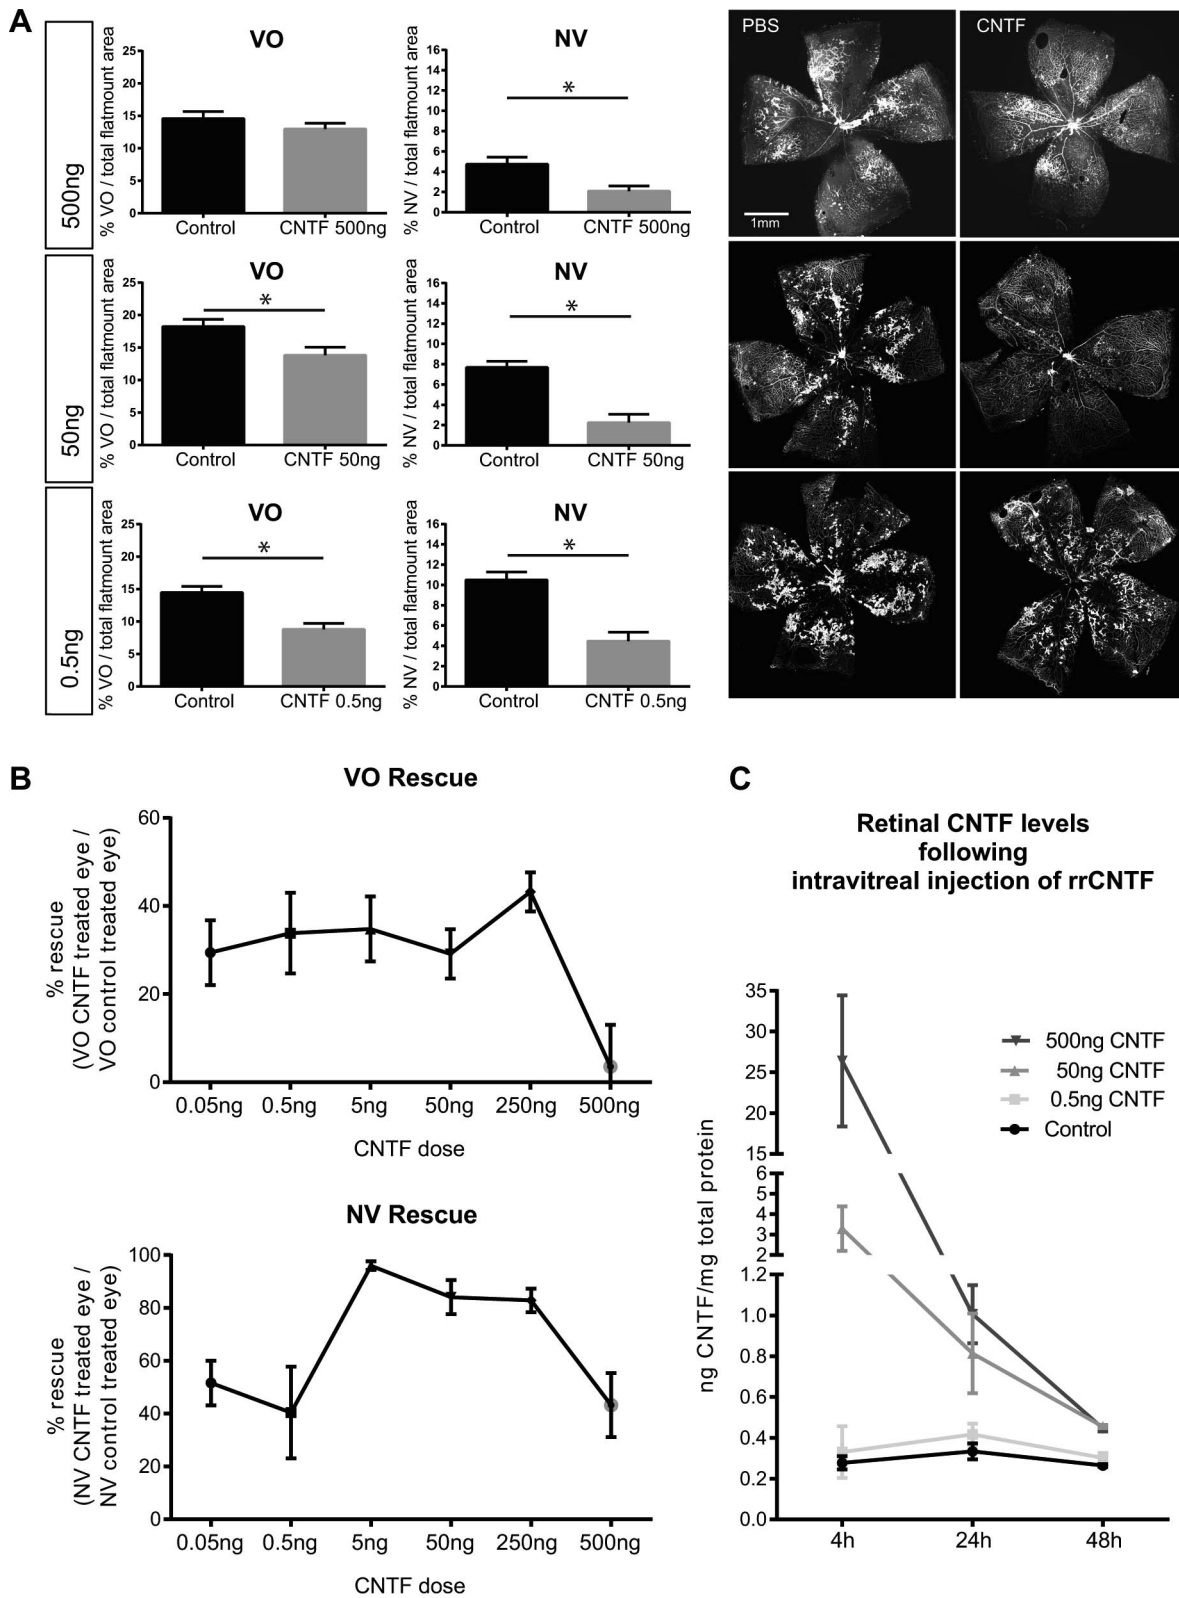 A
500ng
VO
% VO / total flatmount area
25
20
15
10
5
0
Control
CNTF 500ng
NV
% NV / total flatmount area
16
14
12
10
8
6
4
2
0
*
Control
CNTF 500ng
PBS
CNTF
1mm
50ng
VO
% VO / total flatmount area
25
20
15
10
5
0
*
Control
CNTF 50ng
NV
% NV / total flatmount area
16
14
12
10
8
6
4
2
0
*
Control
CNTF 50ng
0.5ng
VO
% VO / total flatmount area
25
20
15
10
5
0
*
Control
CNTF 0.5ng
NV
% NV / total flatmount area
16
14
12
10
8
6
4
2
0
*
Control
CNTF 0.5ng
B
VO Rescue
% rescue
(VO CNTF treated eye /
VO control treated eye)
60
40
20
0
0.05ng 0.5ng 5ng 50ng 250ng 500ng
CNTF dose
NV Rescue
% rescue
(NV CNTF treated eye /
NV control treated eye)
100
80
60
40
20
0
0.05ng 0.5ng 5ng 50ng 250ng 500ng
CNTF dose
C
Retinal CNTF levels
following
intravitreal injection of rrCNTF
ng CNTF/mg total protein
35
30
25
20
15
6
5
4
3
2
1.2
1.0
0.8
0.6
0.4
0.2
0.0
4h 24h 48h
500ng CNTF
50ng CNTF
0.5ng CNTF
Control